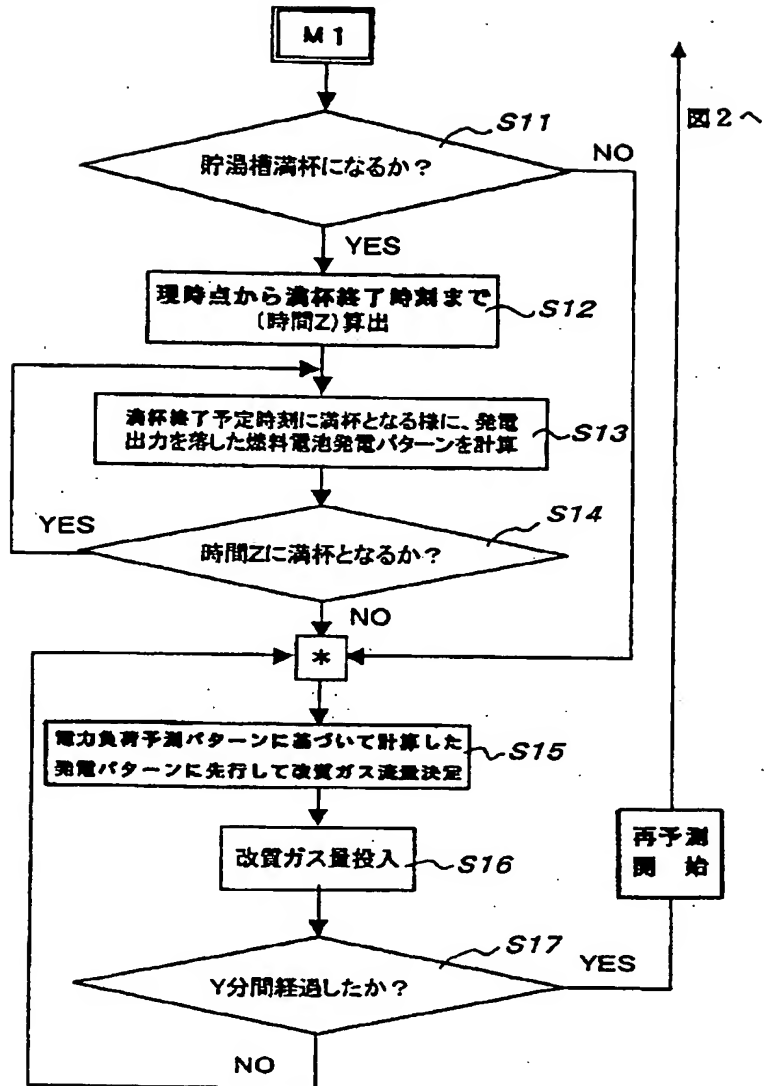 M1
S11
図2へ
貯湯槽満杯になるか？
NO
YES
現時点から満杯終了時刻まで
(時間Z)算出
S12
満杯終了予定時刻に満杯となる様に、発電
出力を落した燃料電池発電パターンを計算
S13
S14
YES
時間Zに満杯となるか？
NO
*
電力負荷予測パターンに基づいて計算した
発電パターンに先行して改質ガス流量決定
S15
再予測
開　始
改質ガス量投入
S16
S17
YES
Y分間経過したか？
NO